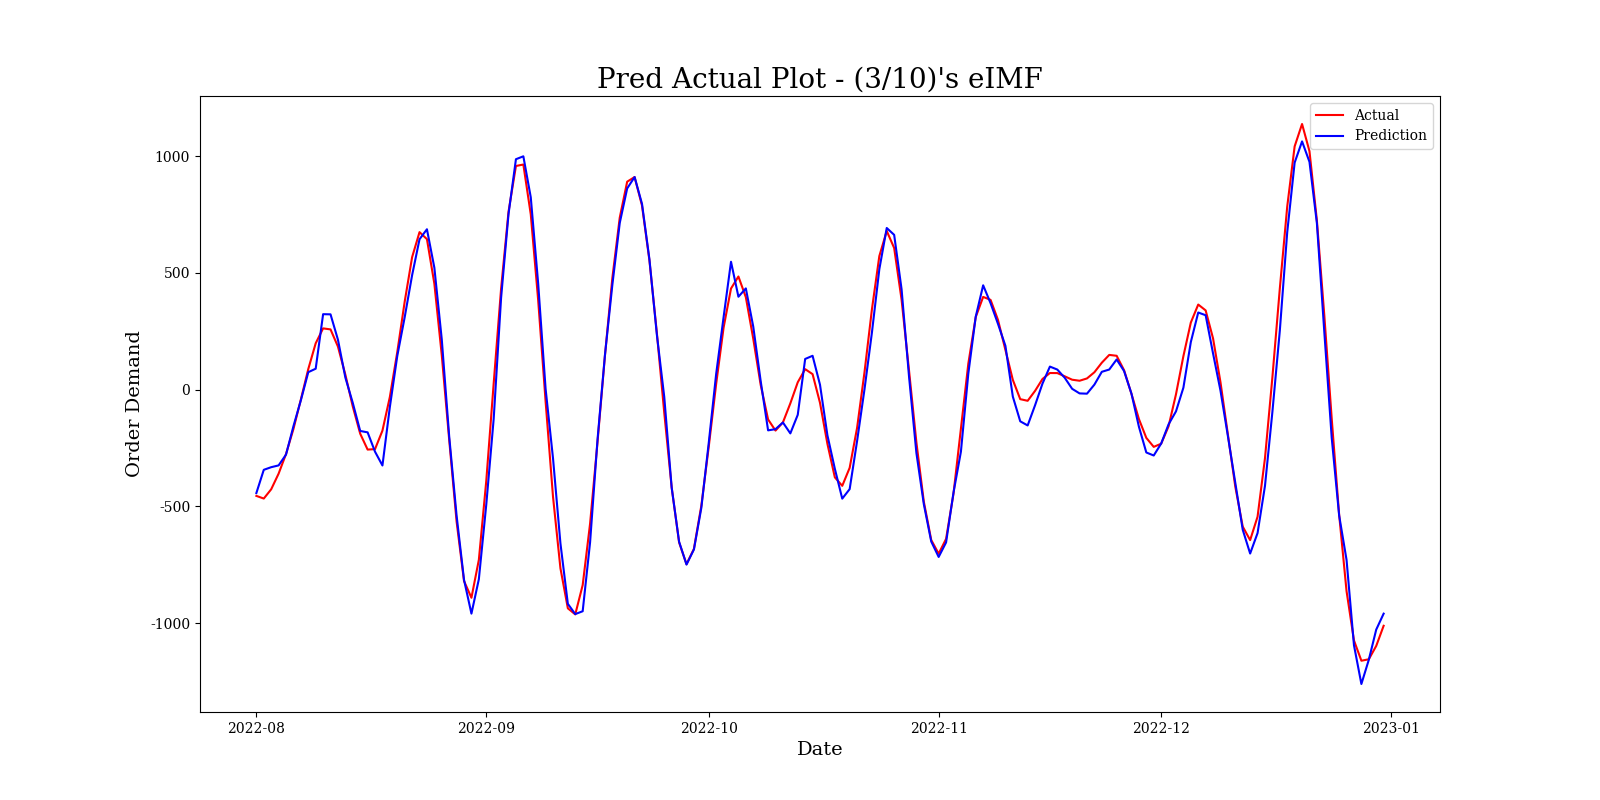 Pred Actual Plot - (3/10)'s eIMF
Actual
Prediction
1000
500
0
-500
-1000
Order Demand
2022-08
2022-09
2022-10
2022-11
2022-12
2023-01
Date